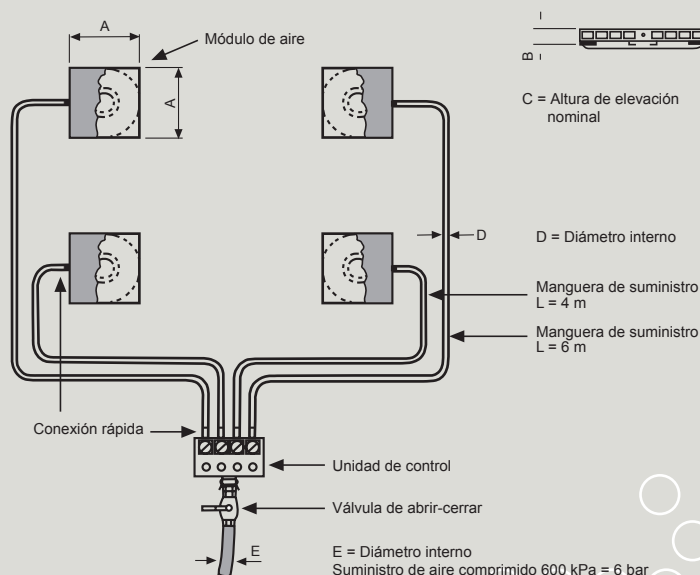 A
Módulo de aire
A
B
C = Altura de elevación
nominal
D
D = Diámetro interno
Manguera de suministro
L = 4 m
Manguera de suministro
L = 6 m
Conexión rápida
Unidad de control
Válvula de abrir-cerrar
E
E = Diámetro interno
Suministro de aire comprimido 600 kPa = 6 bar